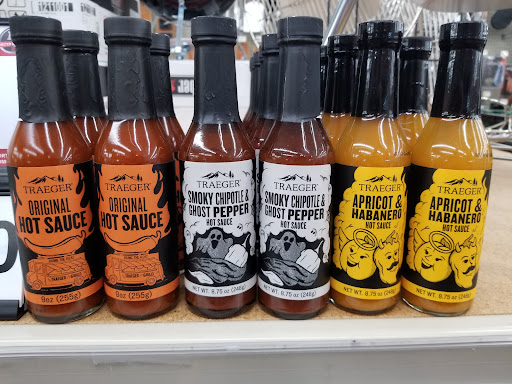 TRAEGER
ORIGINAL
HOT SAUCE
9oz (255g)
TRAEGER
ORIGINAL
HOT SAUCE
9oz (255g)
TRAEGER
SMOKY CHIPOTLE &
GHOST PEPPER
HOT SAUCE
NET WT. 8.75 oz (248g)
TRAEGER
SMOKY CHIPOTLE &
GHOST PEPPER
HOT SAUCE
NET WT. 8.75 oz (248g)
TRAEGER
APRICOT &
HABANERO
HOT SAUCE
NET WT. 8.75 oz (248g)
TRAEGER
APRICOT &
HABANERO
HOT SAUCE
NET WT. 8.75 oz (248g)